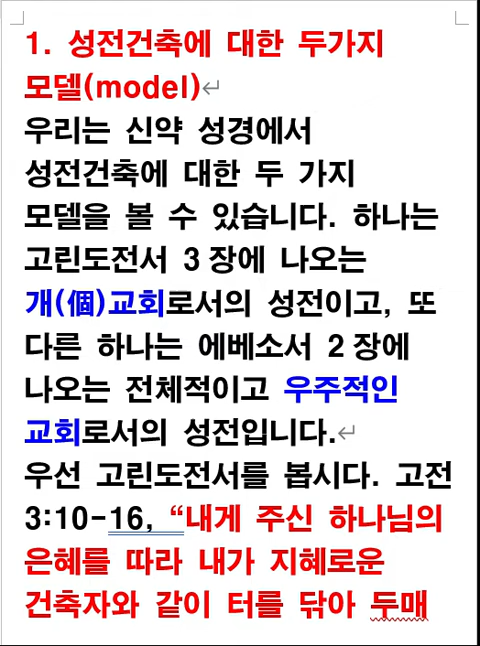 1. 성전건축에 대한 두가지
모델(model)
우리는 신약 성경에서
성전건축에 대한 두 가지
모델을 볼 수 있습니다. 하나는
고린도전서 3장에 나오는
개(個)교회로서의 성전이고, 또
다른 하나는 에베소서 2장에
나오는 전체적이고 우주적인
교회로서의 성전입니다.
우선 고린도전서를 봅시다. 고전
3:10-16, “내게 주신 하나님의
은혜를 따라 내가 지혜로운
건축자와 같이 터를 닦아 두매